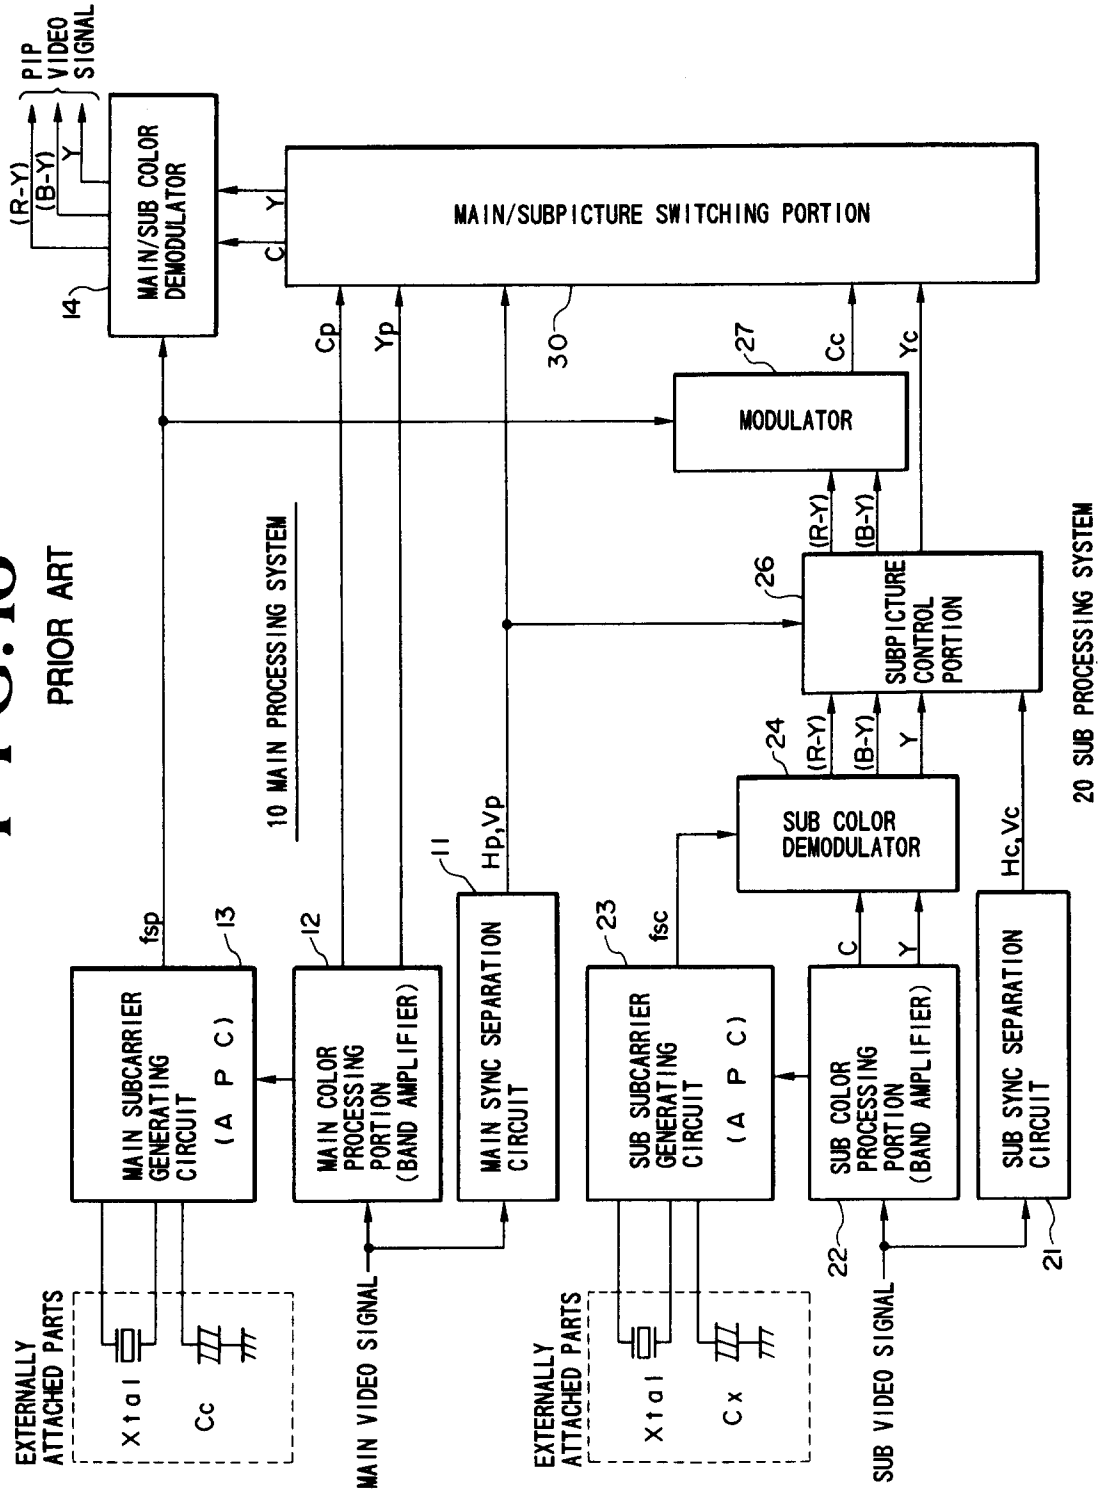 PRIOR ART
EXTERNALLY
ATTACHED PARTS
Xtal
Cc
MAIN SUBCARRIER
GENERATING
CIRCUIT
(A P C)
13
fsp
14
MAIN/SUB COLOR
DEMODULATOR
(R-Y)
(B-Y)
Y
PIP
VIDEO
SIGNAL
10 MAIN PROCESSING SYSTEM
MAIN VIDEO SIGNAL
MAIN COLOR
PROCESSING
PORTION
(BAND AMPLIFIER)
12
Cp
Yp
C
Y
MAIN SYNC SEPARATION
CIRCUIT
11
Hp,Vp
30
MAIN/SUBPICTURE SWITCHING PORTION
EXTERNALLY
ATTACHED PARTS
Xtal
Cx
SUB SUBCARRIER
GENERATING
CIRCUIT
(A P C)
23
fsc
SUB COLOR
DEMODULATOR
24
MODULATOR
27
Cc
Yc
SUB VIDEO SIGNAL
22
SUB COLOR
PROCESSING
PORTION
(BAND AMPLIFIER)
C
Y
(R-Y)
(B-Y)
Y
26
SUBPICTURE
CONTROL
PORTION
(R-Y)
(B-Y)
21
SUB SYNC SEPARATION
CIRCUIT
Hc,Vc
20 SUB PROCESSING SYSTEM